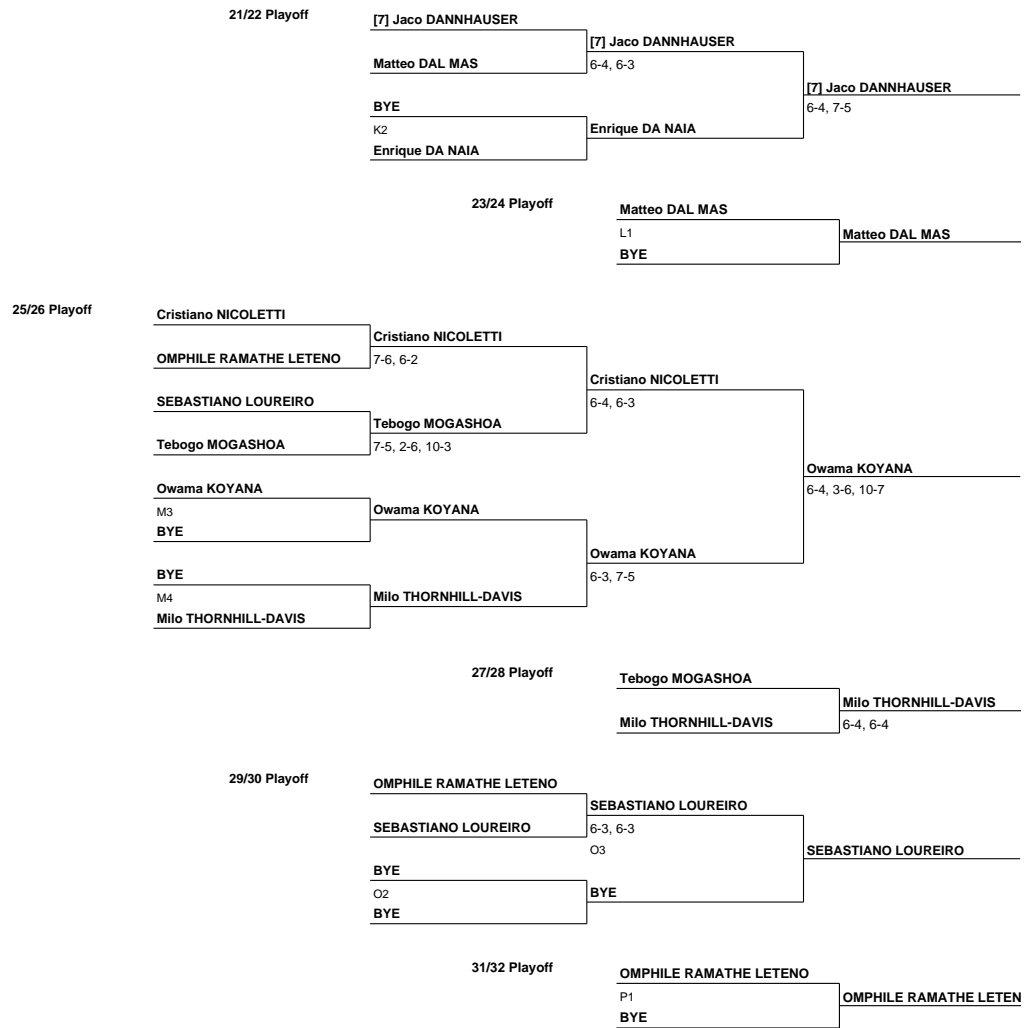 21/22 Playoff
[7] Jaco DANNHAUSER
[7] Jaco DANNHAUSER
Matteo DAL MAS
6-4, 6-3
[7] Jaco DANNHAUSER
BYE
6-4, 7-5
K2
Enrique DA NAIA
Enrique DA NAIA
23/24 Playoff
Matteo DAL MAS
L1
Matteo DAL MAS
BYE
25/26 Playoff
Cristiano NICOLETTI
Cristiano NICOLETTI
OMPHILE RAMATHE LETENO
7-6, 6-2
Cristiano NICOLETTI
SEBASTIANO LOUREIRO
6-4, 6-3
Tebogo MOGASHOA
Tebogo MOGASHOA
7-5, 2-6, 10-3
Owama KOYANA
Owama KOYANA
6-4, 3-6, 10-7
M3
Owama KOYANA
BYE
Owama KOYANA
BYE
6-3, 7-5
M4
Milo THORNHILL-DAVIS
Milo THORNHILL-DAVIS
27/28 Playoff
Tebogo MOGASHOA
Milo THORNHILL-DAVIS
Milo THORNHILL-DAVIS
6-4, 6-4
29/30 Playoff
OMPHILE RAMATHE LETENO
SEBASTIANO LOUREIRO
SEBASTIANO LOUREIRO
6-3, 6-3
O3
SEBASTIANO LOUREIRO
BYE
O2
BYE
BYE
31/32 Playoff
OMPHILE RAMATHE LETENO
P1
OMPHILE RAMATHE LETEN
BYE